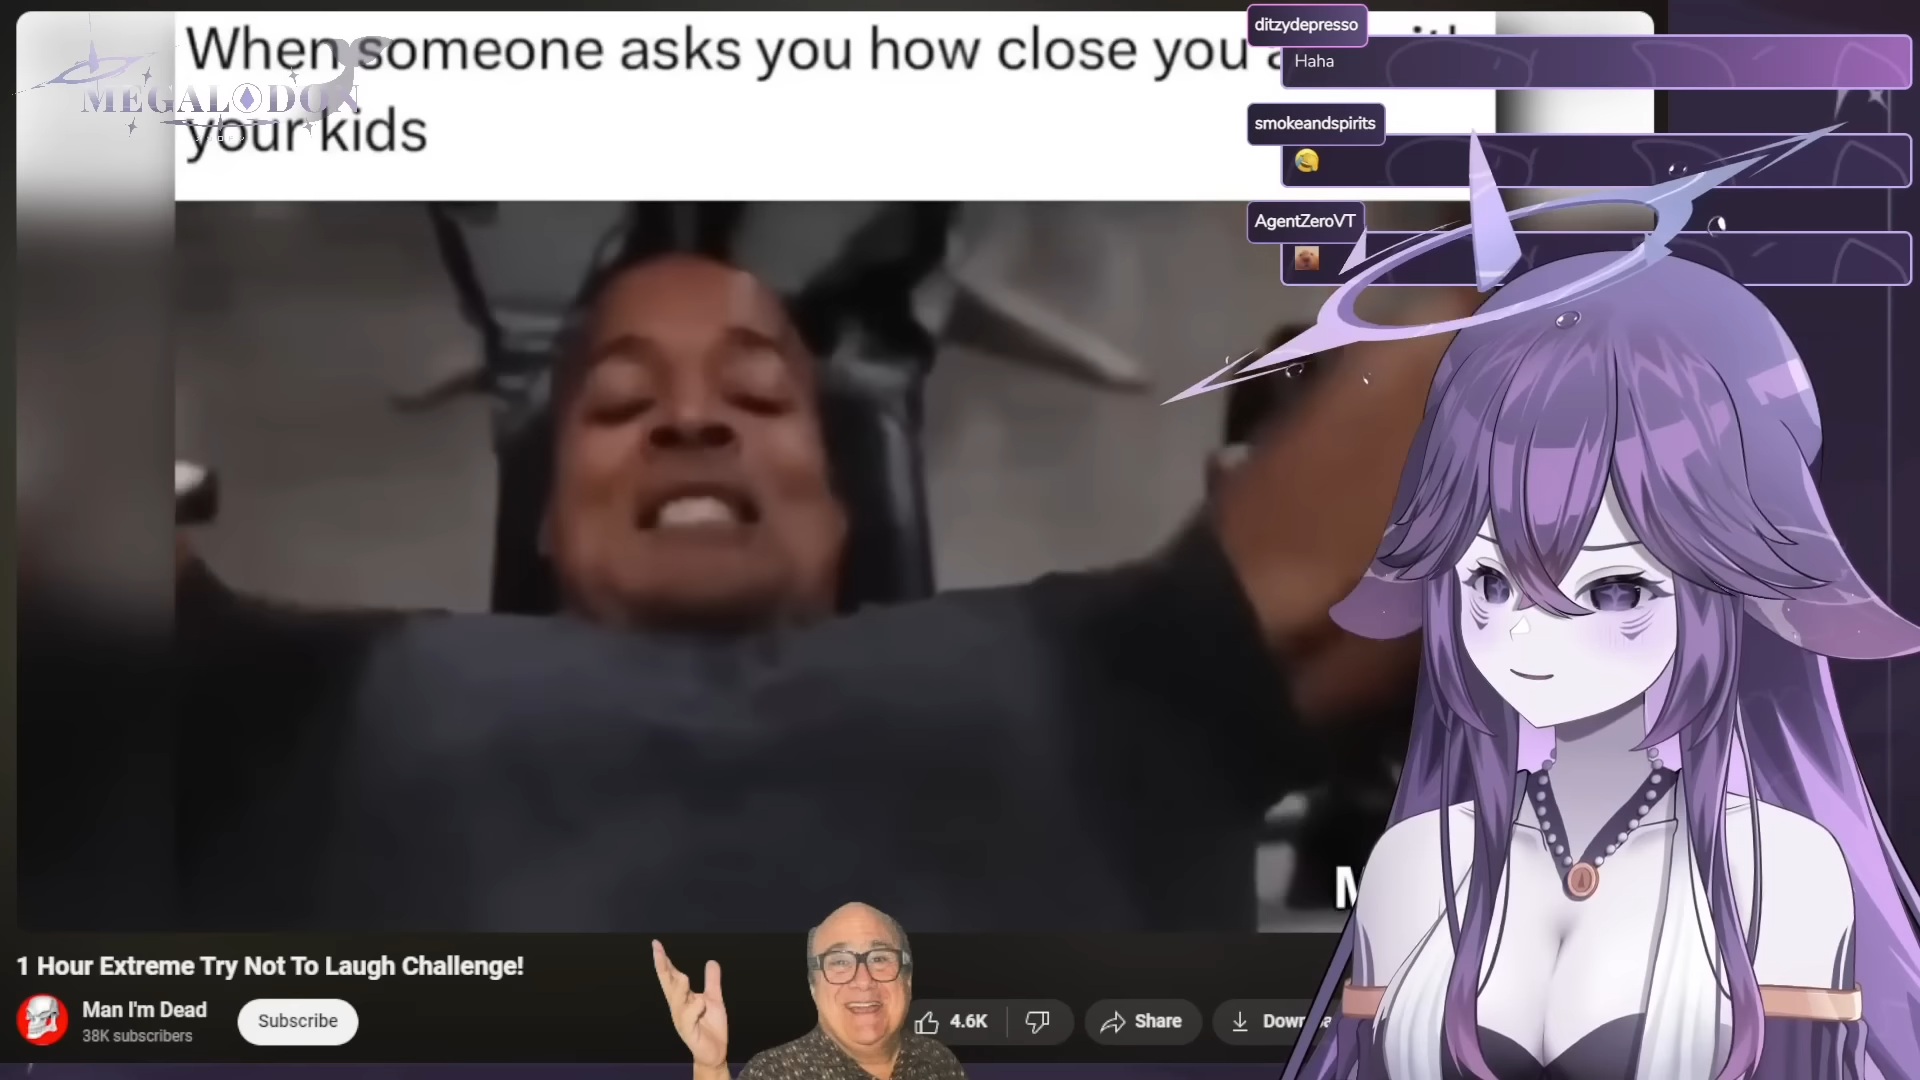 When someone asks you how close you
your kids
MEGALODON
ditzydepresso
Haha
smokeandspirits
AgentZeroVT
1 Hour Extreme Try Not To Laugh Challenge!
Man I'm Dead
38K subscribers
Subscribe
4.6K
Share